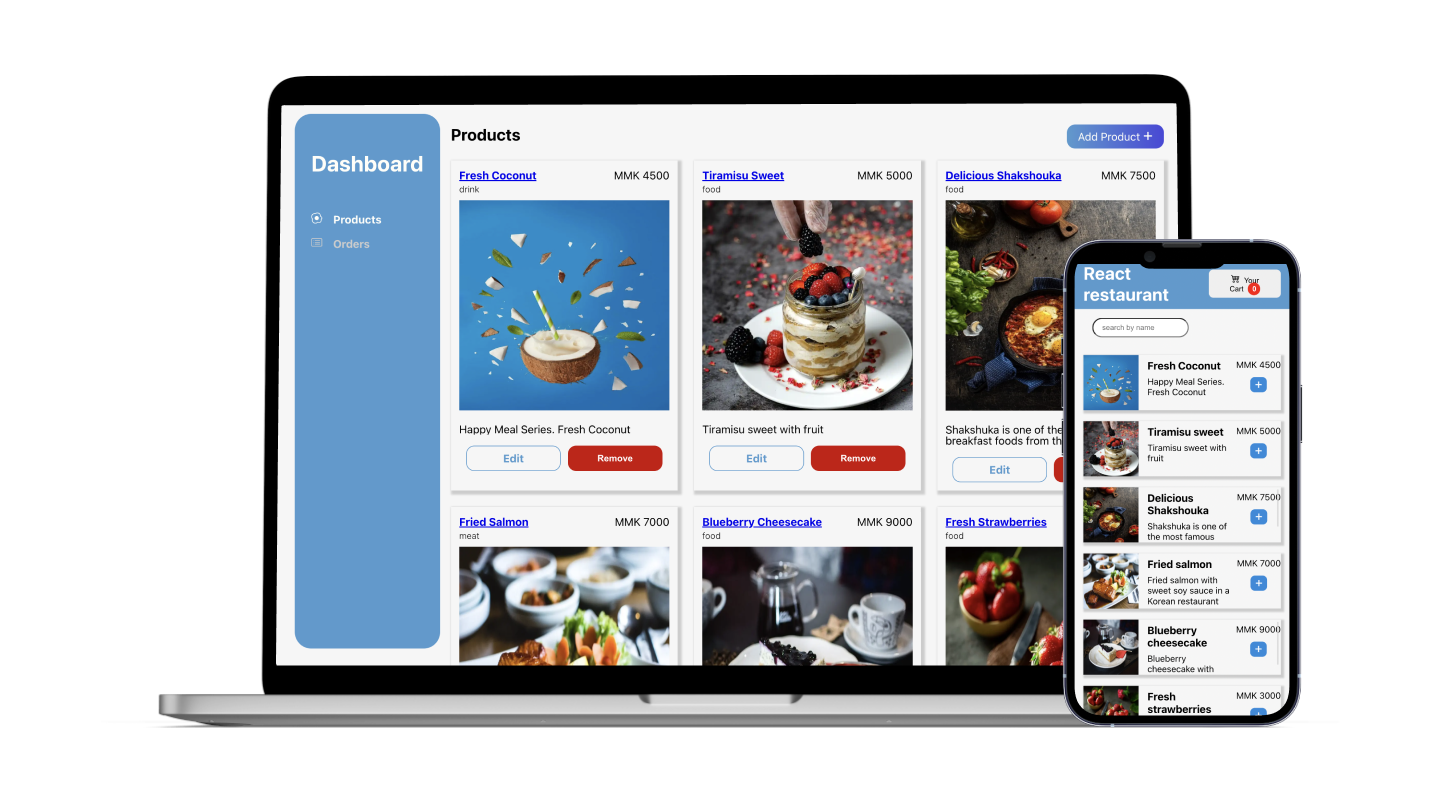 Dashboard
Products
Orders
Products
Add Product +
Fresh Coconut MMK 4500
drink
Happy Meal Series. Fresh Coconut
Edit Remove
Tiramisu Sweet MMK 5000
food
Tiramisu sweet with fruit
Edit Remove
Delicious Shakshouka MMK 7500
food
Shakshuka is one of the
breakfast foods from th
Edit
Fried Salmon MMK 7000
meat
Blueberry Cheesecake MMK 9000
food
Fresh Strawberries
food
React
restaurant
Your
Cart 0
search by name
Fresh Coconut MMK 4500
Happy Meal Series.
Fresh Coconut
+
Tiramisu sweet MMK 5000
Tiramisu sweet with
fruit
+
Delicious MMK 7500
Shakshouka
Shakshuka is one of
the most famous
+
Fried salmon MMK 7000
Fried salmon with
sweet soy sauce in a
Korean restaurant
+
Blueberry MMK 9000
cheesecake
Blueberry
cheesecake with
+
Fresh MMK 3000
strawberries
+